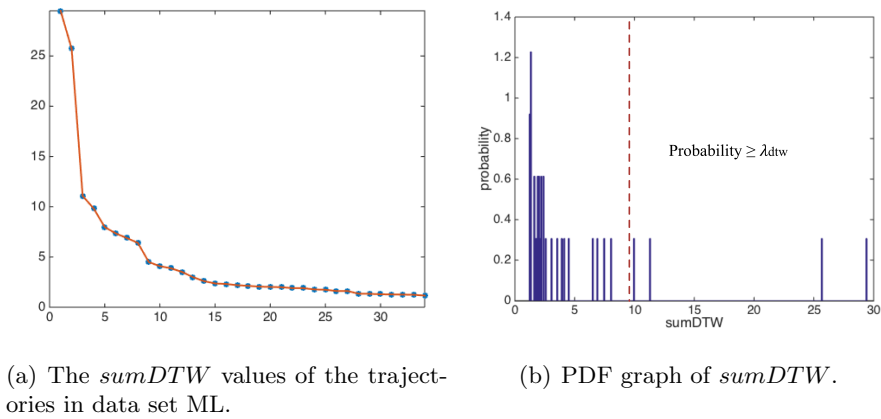 25
20
15
10
5
0
0 5 10 15 20 25 30
1.4
1.2
1
0.8
0.6
0.4
0.2
0
probability
Probability ≥ λdtw
0 5 10 15 20 25 30
sumDTW
(a) The sumDTW values of the traject-
ories in data set ML.
(b) PDF graph of sumDTW.